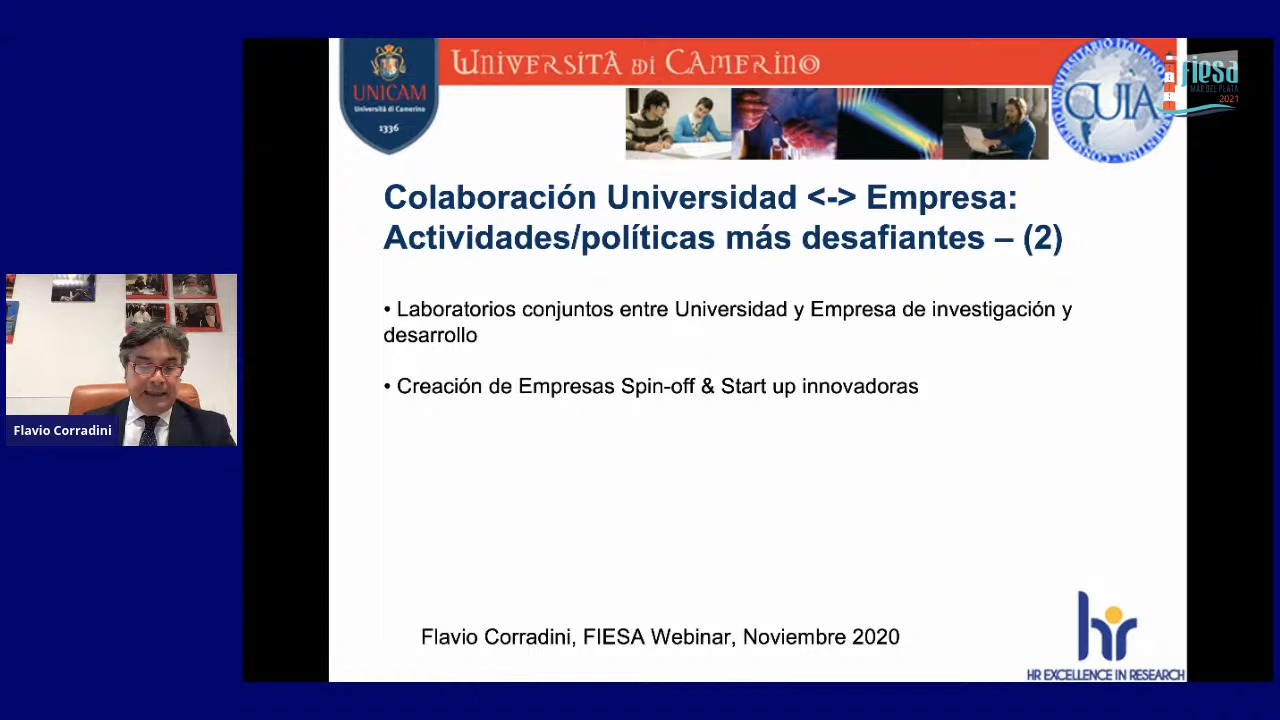 UNICAM
Università di Camerino
1336
Università di Camerino
CUIA
fiesa
MAR DEL PLATA
2021
Colaboración Universidad <-> Empresa:
Actividades/políticas más desafiantes – (2)
• Laboratorios conjuntos entre Universidad y Empresa de investigación y
desarrollo
• Creación de Empresas Spin-off & Start up innovadoras
Flavio Corradini
Flavio Corradini, FIESA Webinar, Noviembre 2020
hr
HR EXCELLENCE IN RESEARCH